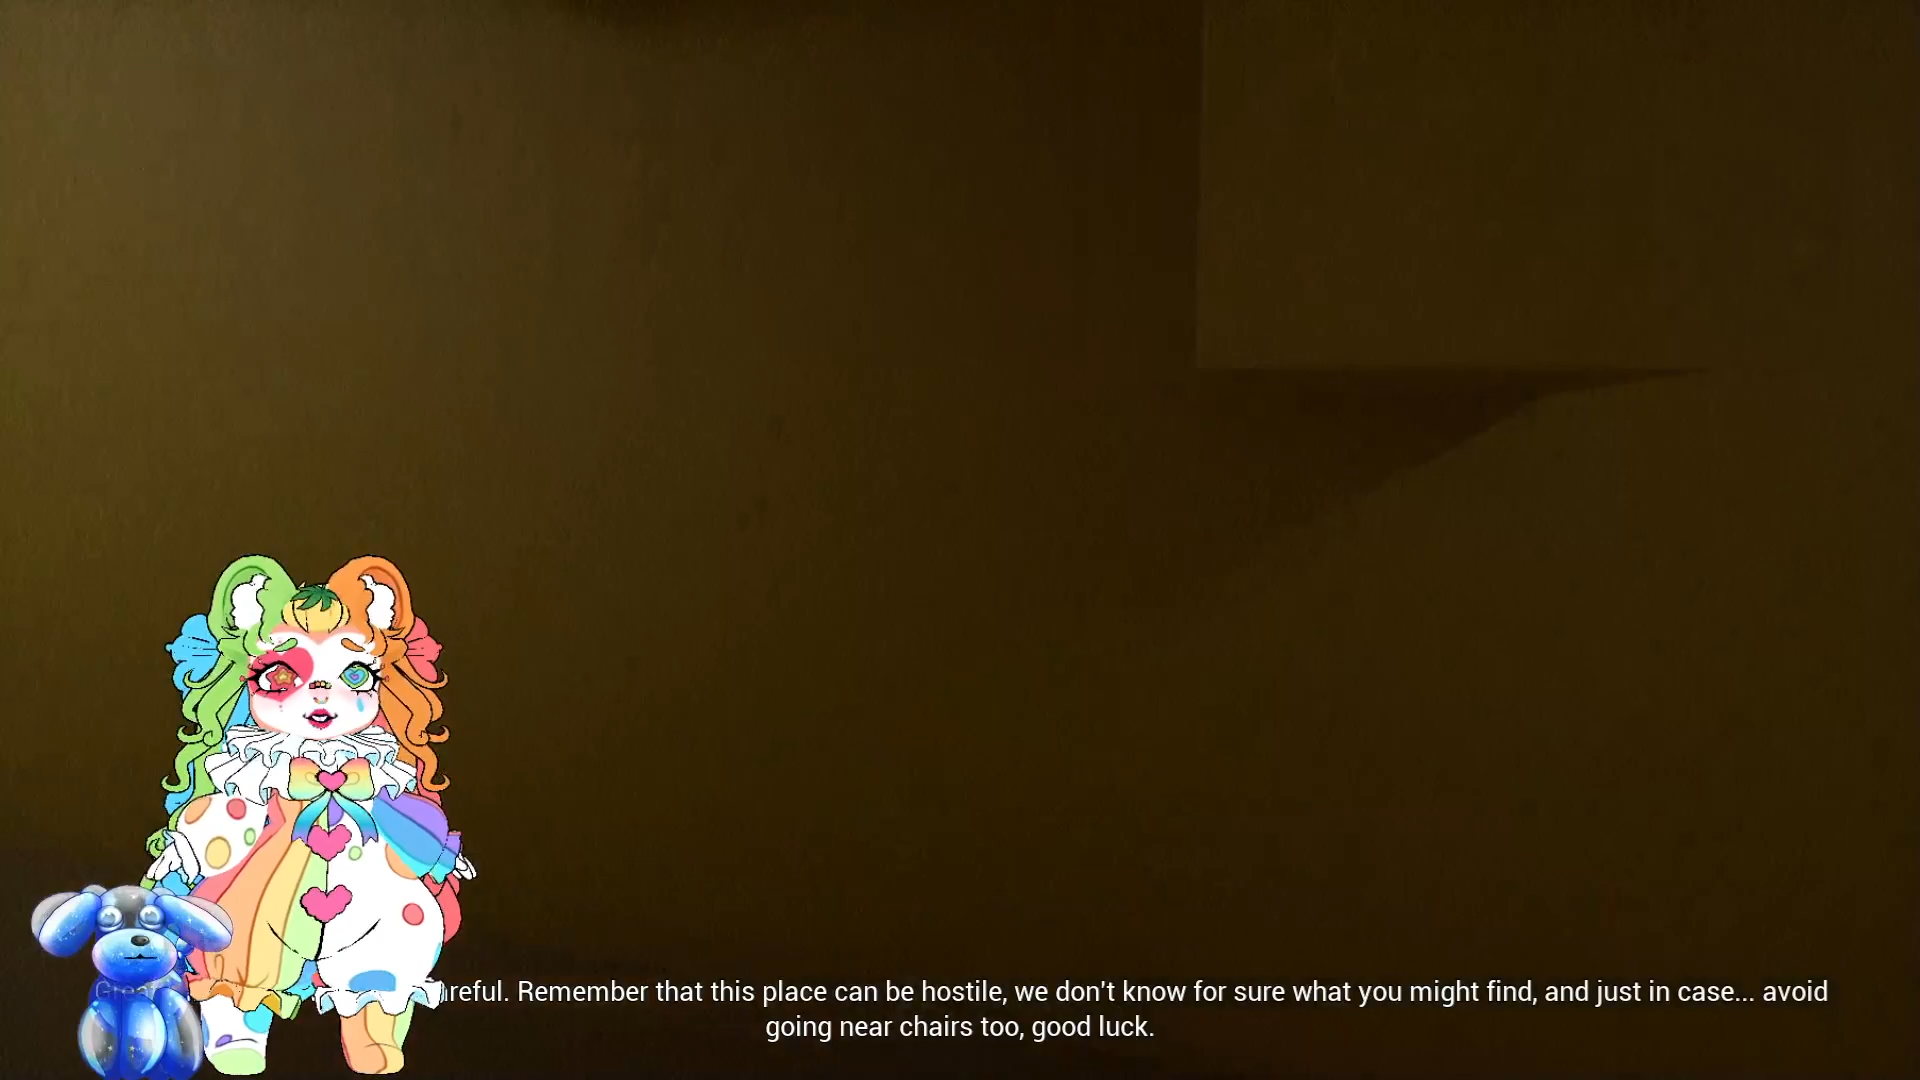 areful. Remember that this place can be hostile, we don't know for sure what you might find, and just in case... avoid
going near chairs too, good luck.